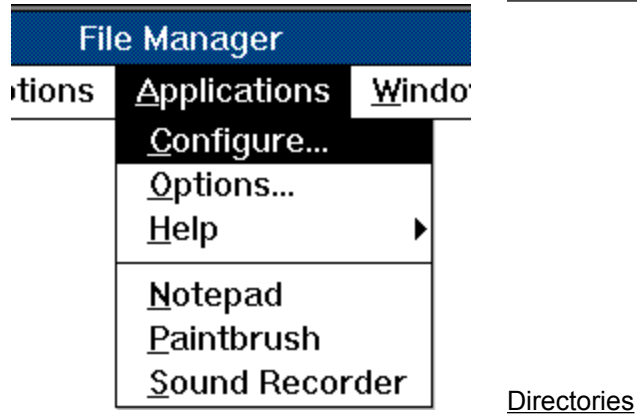 File Manager
tions Applications Windo
Configure...
Options...
Help
Notepad
Paintbrush
Sound Recorder
Directories